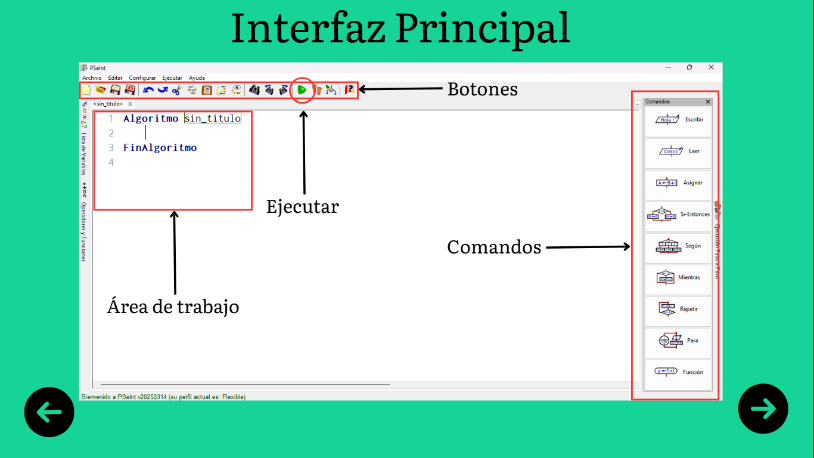 Interfaz Principal
PSeInt
Archivo Editar Configurar Ejecutar Ayuda
Botones
<sin_titulo> X
Comandos
1 Algoritmo sin_titulo
2
3 FinAlgoritmo
4
Lista de Variables
Operadores y Funciones
Escribir
Leer
Asignar
Si-Entonces
Según
Mientras
Repetir
Para
Función
Ejecutar
Comandos
Área de trabajo
Bienvenido a PSeInt v20250314 (su perfil actual es: Flexible)